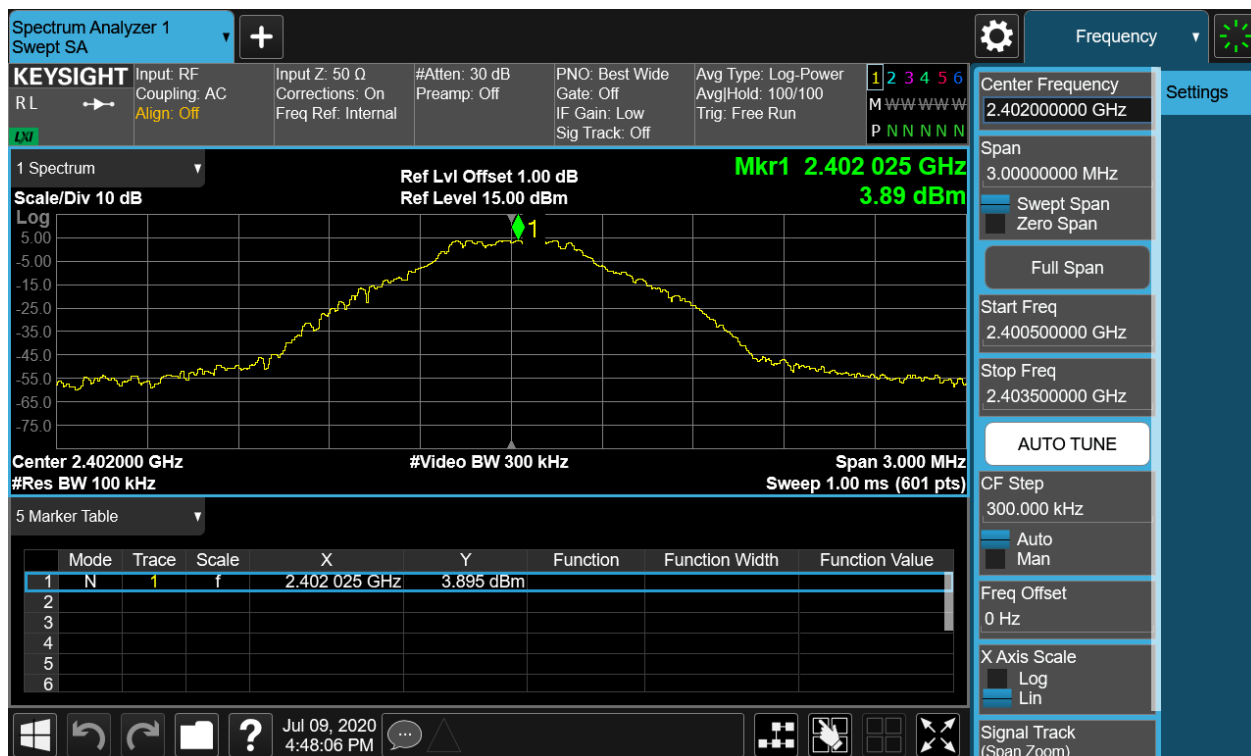 Spectrum Analyzer 1
Swept SA
Frequency
KEYSIGHT
R L
LXI
Input: RF
Coupling: AC
Align: Off
Input Z: 50 Ω
Corrections: On
Freq Ref: Internal
#Atten: 30 dB
Preamp: Off
PNO: Best Wide
Gate: Off
IF Gain: Low
Sig Track: Off
Avg Type: Log-Power
Avg|Hold: 100/100
Trig: Free Run
1 2 3 4 5 6
M W W W W W
P N N N N N
1 Spectrum
Scale/Div 10 dB
Ref Lvl Offset 1.00 dB
Ref Level 15.00 dBm
Mkr1 2.402 025 GHz
3.89 dBm
Log
1
5.00
-5.00
-15.0
-25.0
-35.0
-45.0
-55.0
-65.0
-75.0
Center 2.402000 GHz
#Video BW 300 kHz
Span 3.000 MHz
#Res BW 100 kHz
Sweep 1.00 ms (601 pts)
5 Marker Table
Mode Trace Scale X Y Function Function Width Function Value
1 N 1 f 2.402 025 GHz 3.895 dBm
2
3
4
5
6
Jul 09, 2020
4:48:06 PM
Settings
Center Frequency
2.402000000 GHz
Span
3.00000000 MHz
Swept Span
Zero Span
Full Span
Start Freq
2.400500000 GHz
Stop Freq
2.403500000 GHz
AUTO TUNE
CF Step
300.000 kHz
Auto
Man
Freq Offset
0 Hz
X Axis Scale
Log
Lin
Signal Track
(Span Zoom)